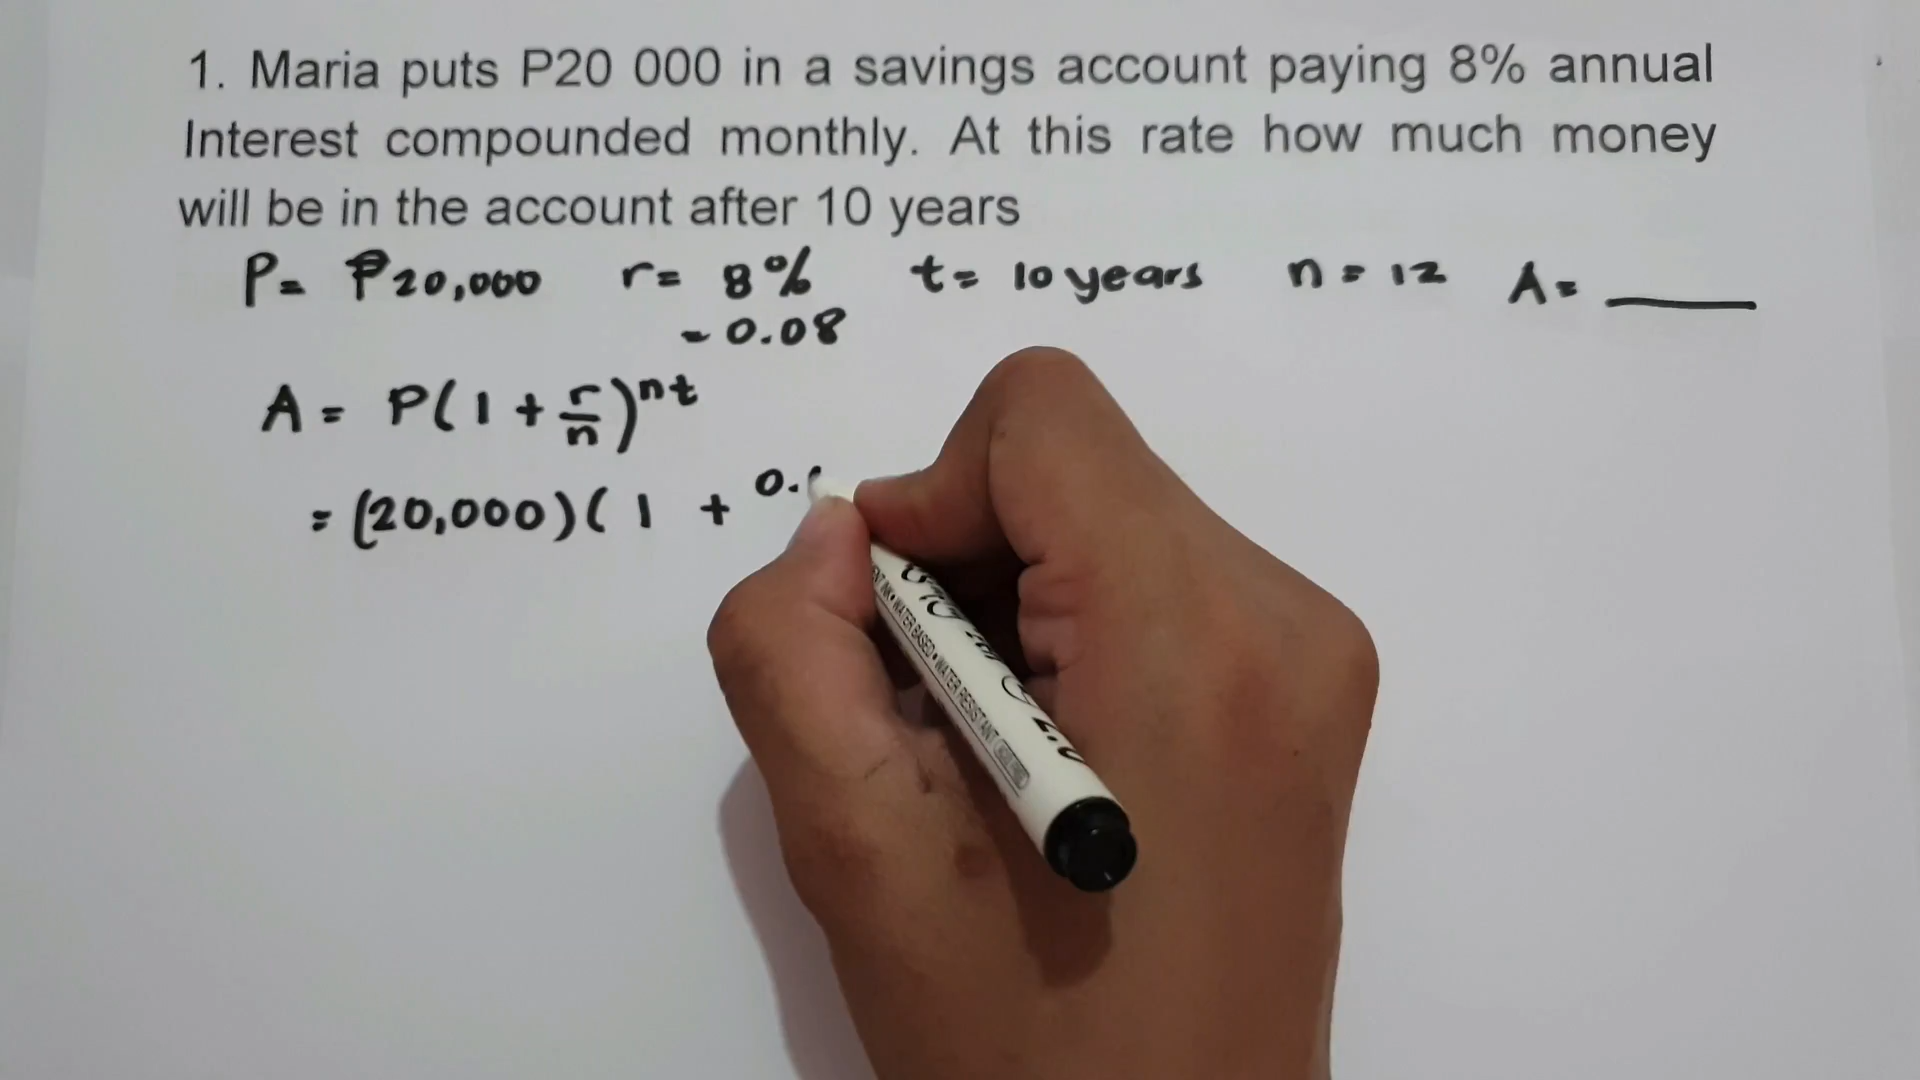 1. Maria puts P20 000 in a savings account paying 8% annual
Interest compounded monthly. At this rate how much money
will be in the account after 10 years
P= ₱20,000 r= 8% t= 10 years n = 12 A= ____
= 0.08
A = P(1 + r/n)^nt
= (20,000)(1 + 0.
WATER BASED • WATER RESISTANT